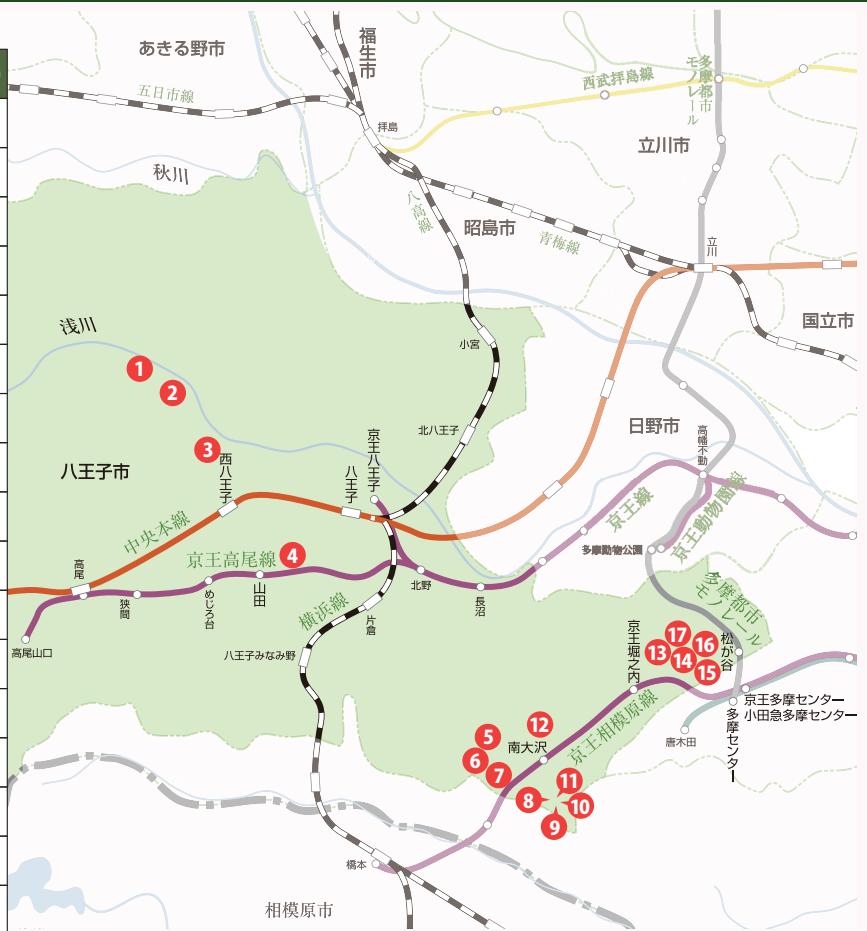 あきる野市
福生市
五日市線
西武拝島線
多摩都市
モノレール
拝島
立川市
秋川
八高線
昭島市
青梅線
立川
国立市
浅川
小宮
1
2
日野市
北八王子
京王八王子
高幡不動
3
西八王子
八王子
八王子市
中央本線
京王線
京王動物園線
多摩動物公園
京王高尾線
4
高尾
狭間
めじろ台
山田
北野
長沼
横浜線
片倉
高尾山口
八王子みなみ野
多摩都市
モノレール
京王堀之内
松が谷
17
16
13
14
15
京王多摩センター
小田急多摩センター
多摩センター
唐木田
京王相模原線
12
南大沢
5
6
7
8
11
10
9
橋本
相模原市